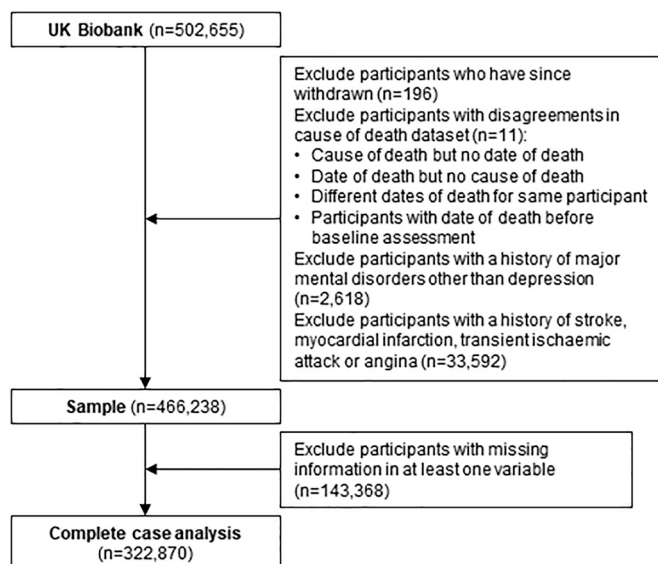 UK Biobank (n=502,655)
Exclude participants who have since
withdrawn (n=196)
Exclude participants with disagreements in
cause of death dataset (n=11):
• Cause of death but no date of death
• Date of death but no cause of death
• Different dates of death for same participant
• Participants with date of death before
baseline assessment
Exclude participants with a history of major
mental disorders other than depression
(n=2,618)
Exclude participants with a history of stroke,
myocardial infarction, transient ischaemic
attack or angina (n=33,592)
Sample (n=466,238)
Exclude participants with missing
information in at least one variable
(n=143,368)
Complete case analysis
(n=322,870)